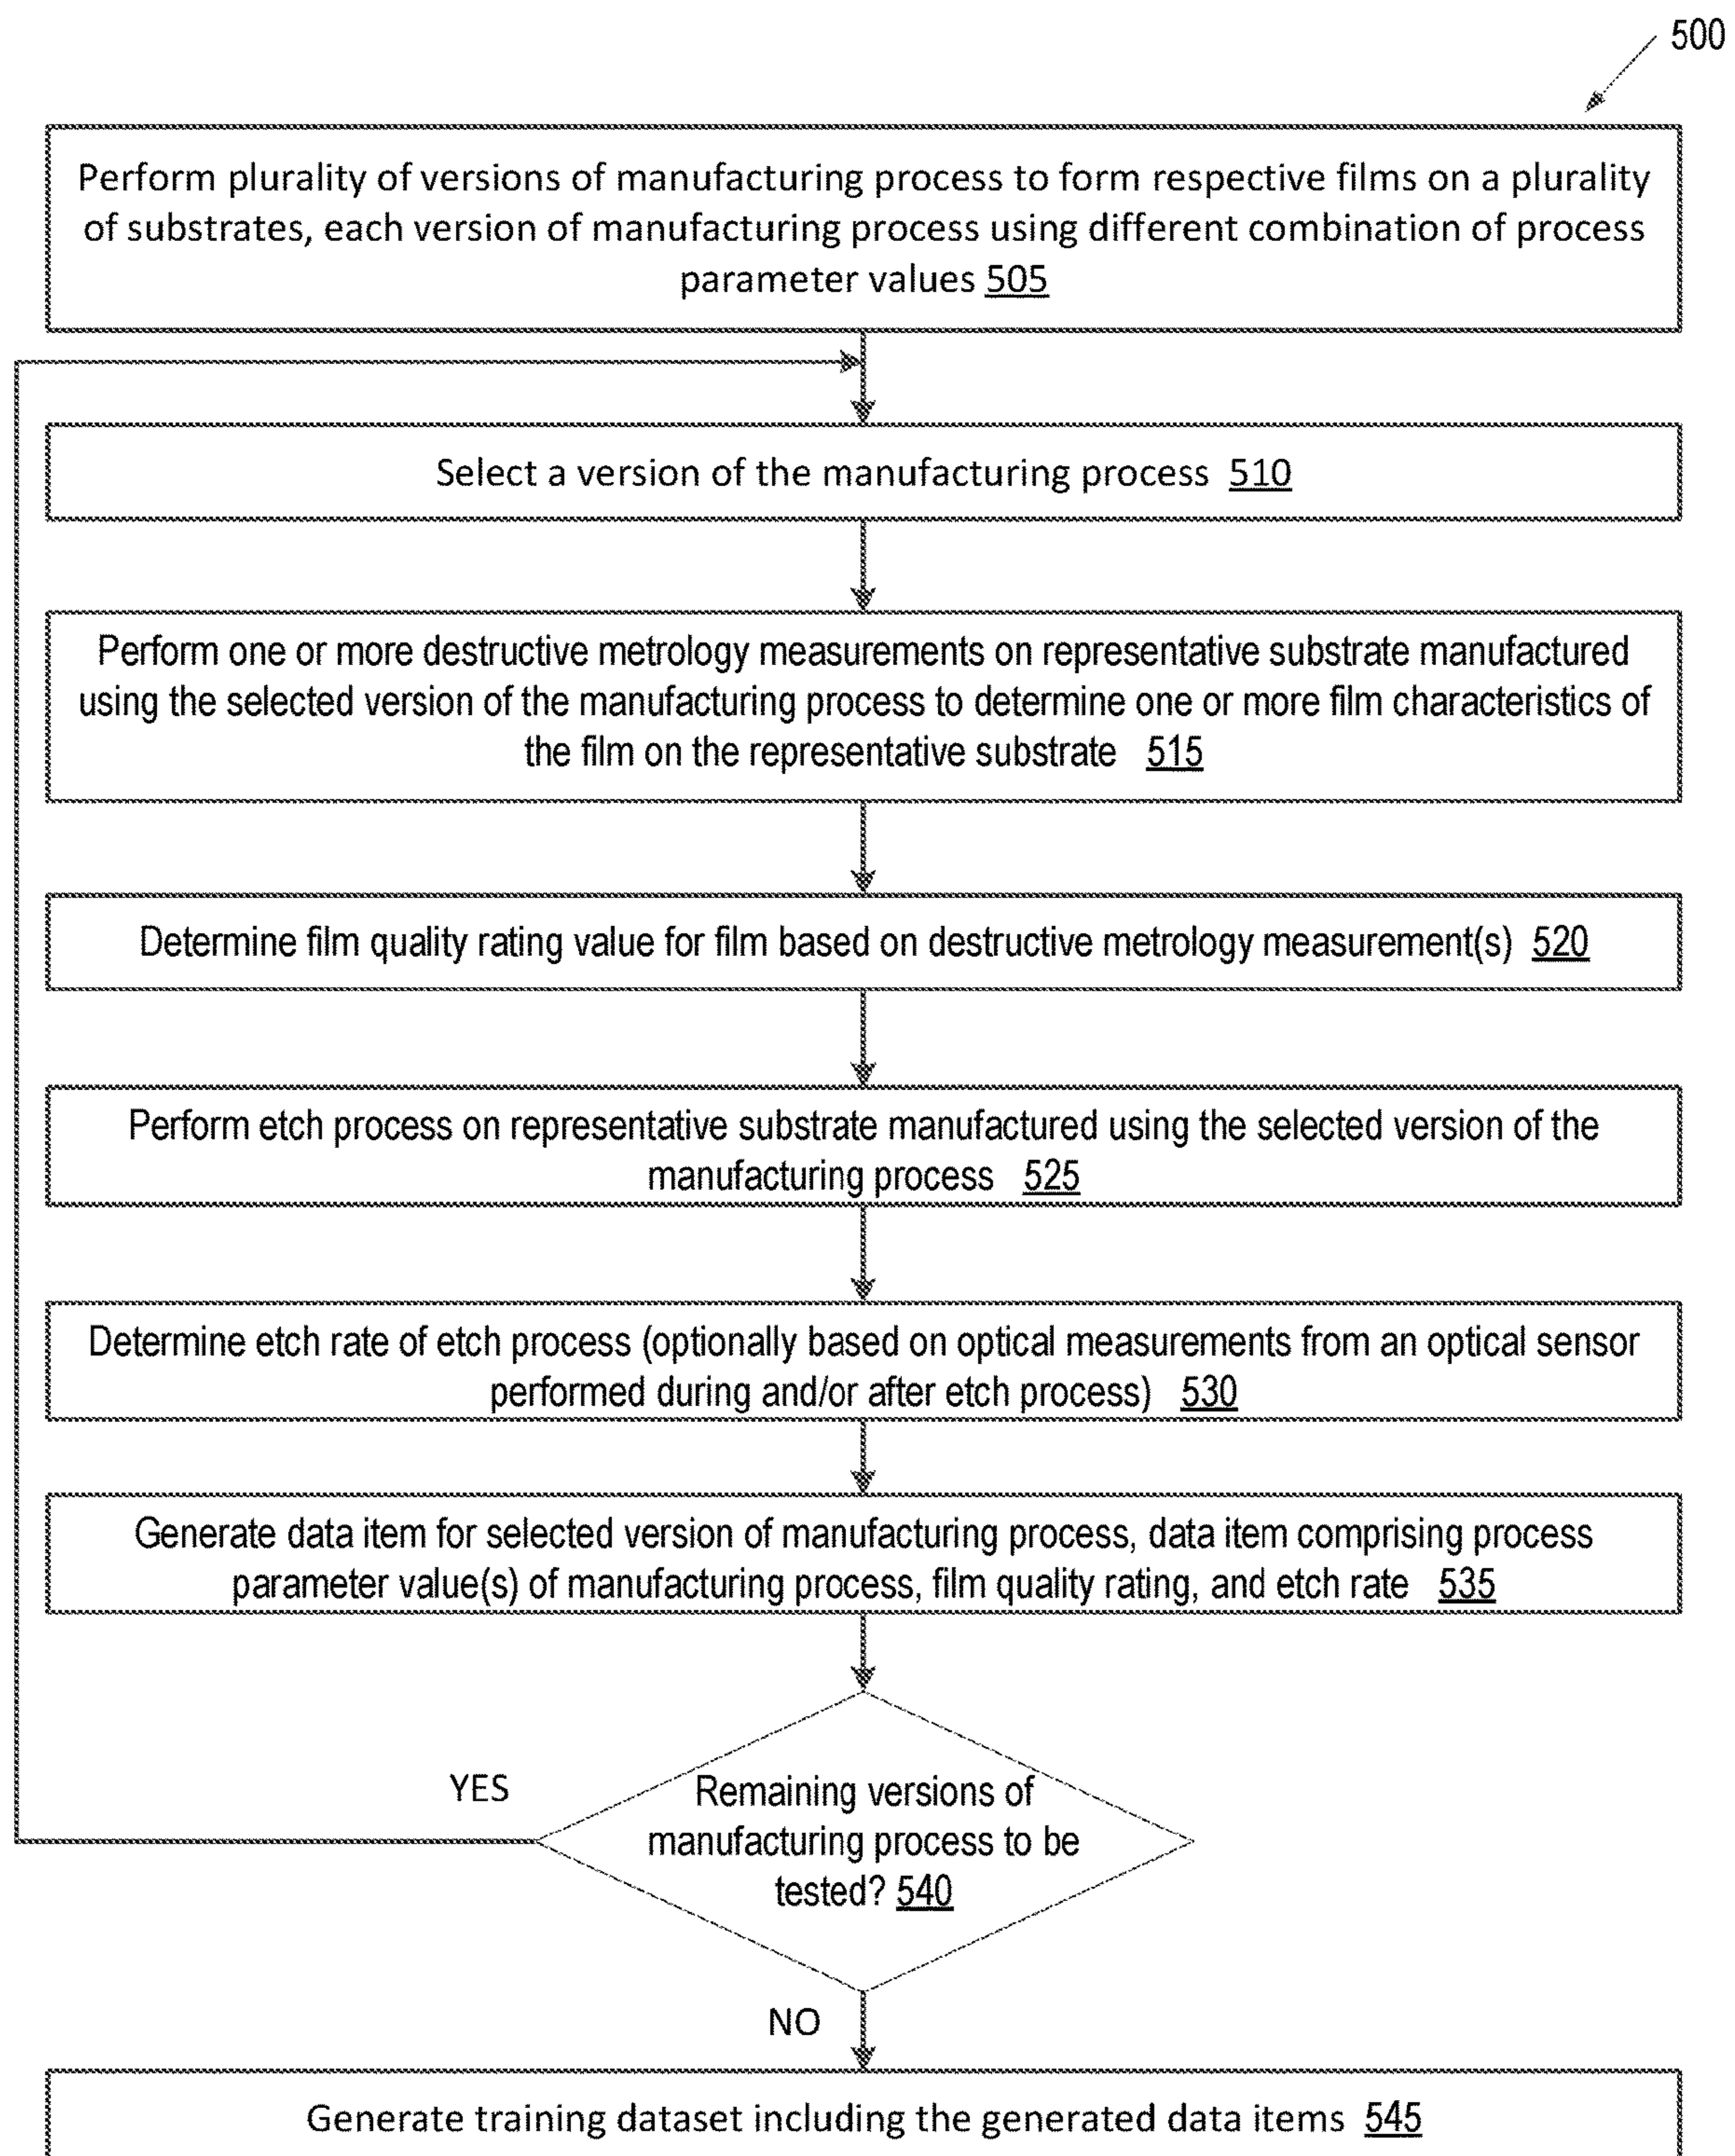 500
Perform plurality of versions of manufacturing process to form respective films on a plurality
of substrates, each version of manufacturing process using different combination of process
parameter values 505
Select a version of the manufacturing process 510
Perform one or more destructive metrology measurements on representative substrate manufactured
using the selected version of the manufacturing process to determine one or more film characteristics of
the film on the representative substrate 515
Determine film quality rating value for film based on destructive metrology measurement(s) 520
Perform etch process on representative substrate manufactured using the selected version of the
manufacturing process 525
Determine etch rate of etch process (optionally based on optical measurements from an optical sensor
performed during and/or after etch process) 530
Generate data item for selected version of manufacturing process, data item comprising process
parameter value(s) of manufacturing process, film quality rating, and etch rate 535
YES
Remaining versions of
manufacturing process to be
tested? 540
NO
Generate training dataset including the generated data items 545